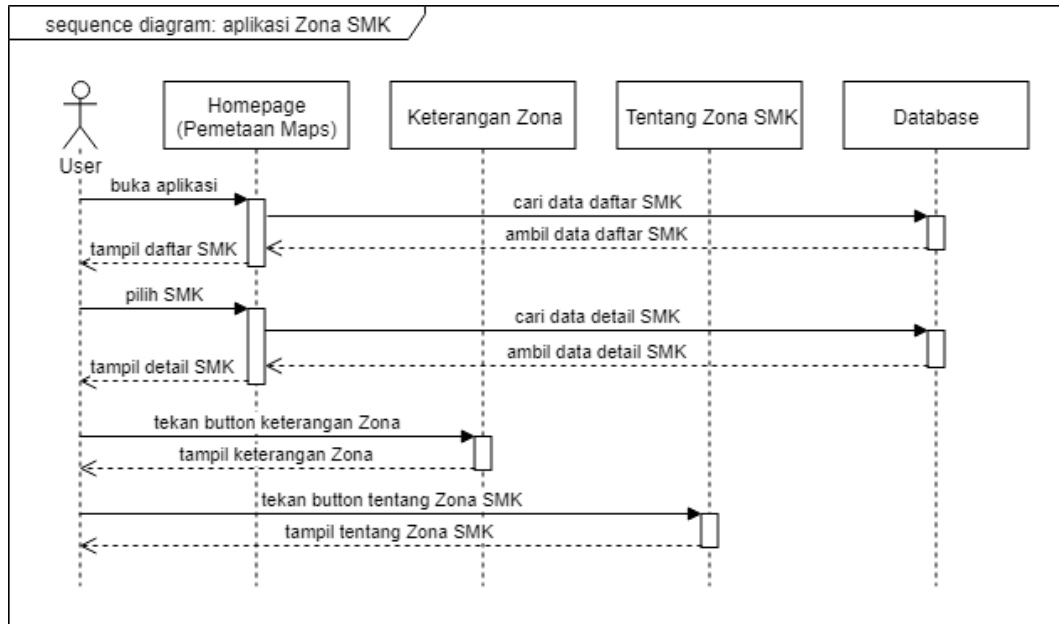 sequence diagram: aplikasi Zona SMK
Homepage
(Pemetaan Maps)
Keterangan Zona
Tentang Zona SMK
Database
User
buka aplikasi
cari data daftar SMK
ambil data daftar SMK
tampil daftar SMK
pilih SMK
cari data detail SMK
ambil data detail SMK
tampil detail SMK
tekan button keterangan Zona
tampil keterangan Zona
tekan button tentang Zona SMK
tampil tentang Zona SMK